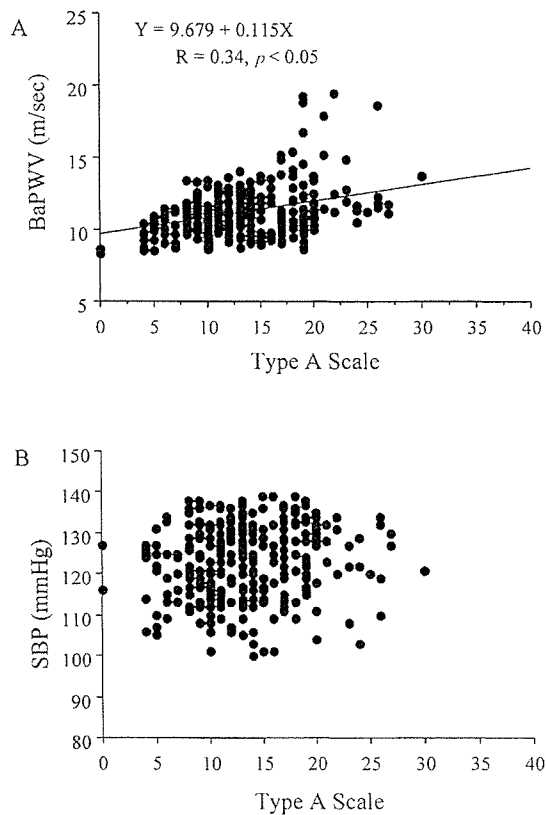 A
Y = 9.679 + 0.115X
R = 0.34, p < 0.05
BaPWV (m/sec)
25
20
15
10
5
0 5 10 15 20 25 30 35 40
Type A Scale
B
SBP (mmHg)
150
140
130
120
110
100
90
80
0 5 10 15 20 25 30 35 40
Type A Scale